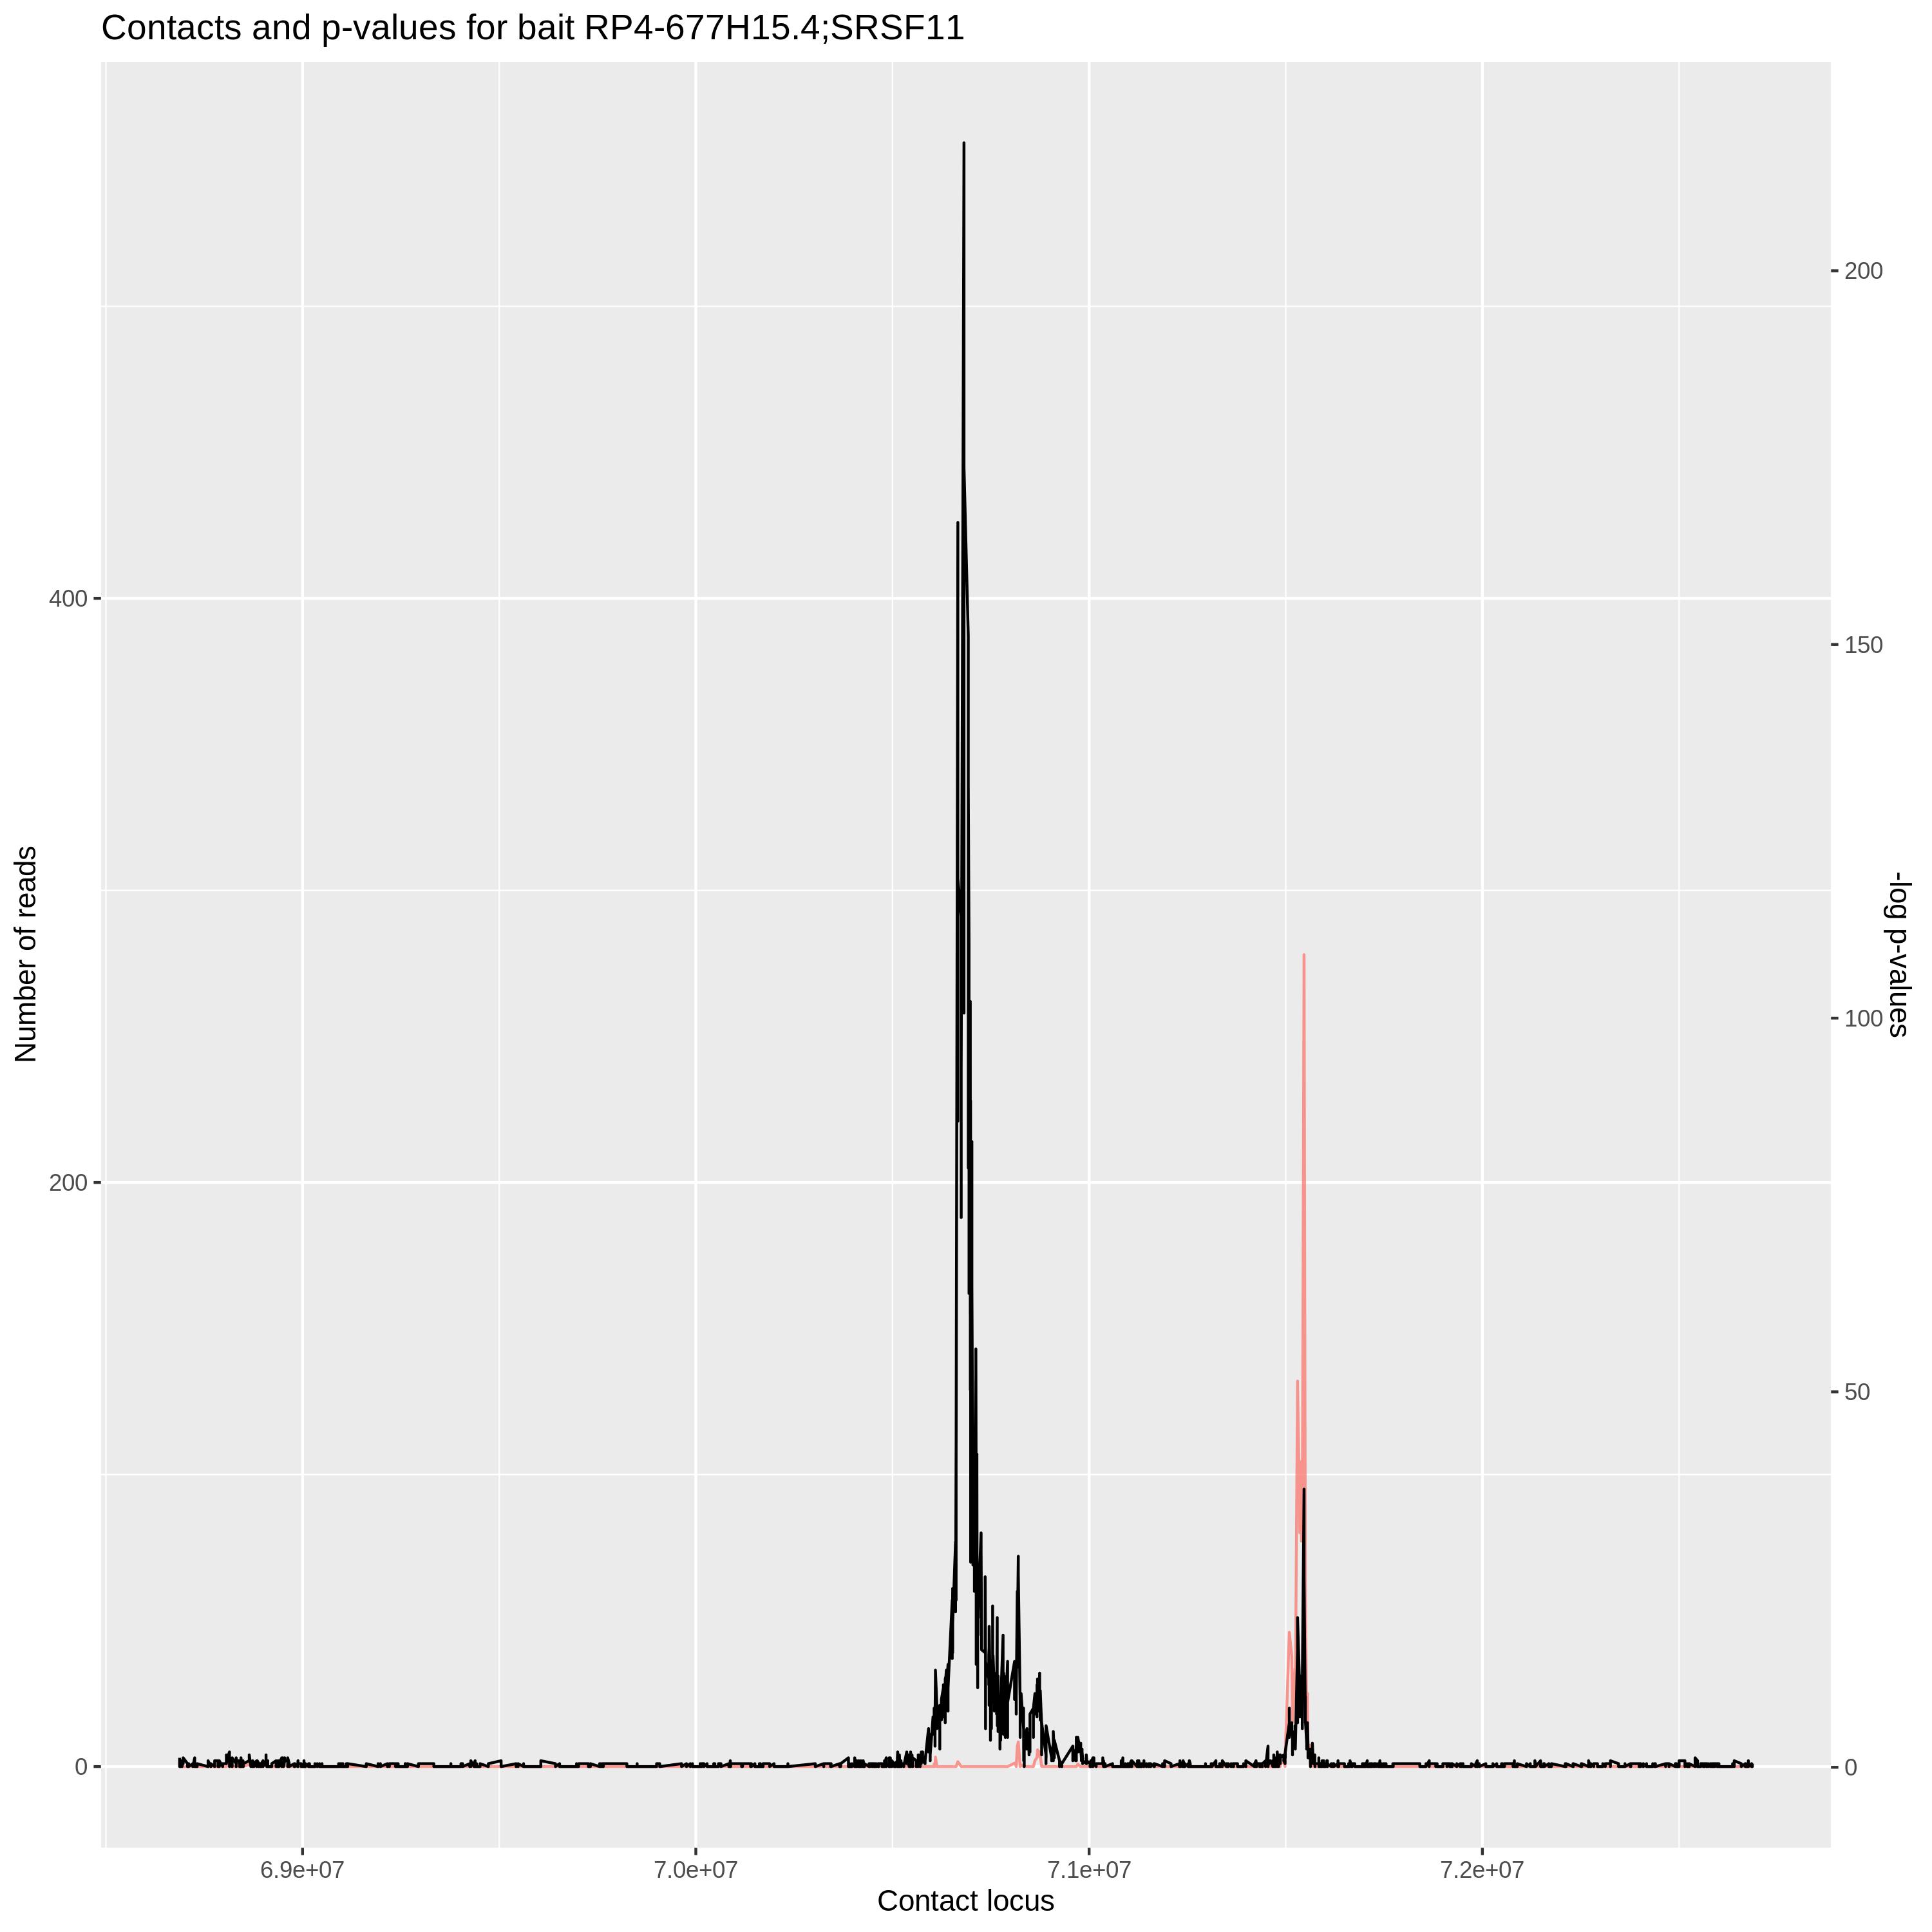 Contacts and p-values for bait RP4-677H15.4;SRSF11
Number of reads
400
200
0
200
150
100
50
0
-log p-values
6.9e+07 7.0e+07 7.1e+07 7.2e+07
Contact locus